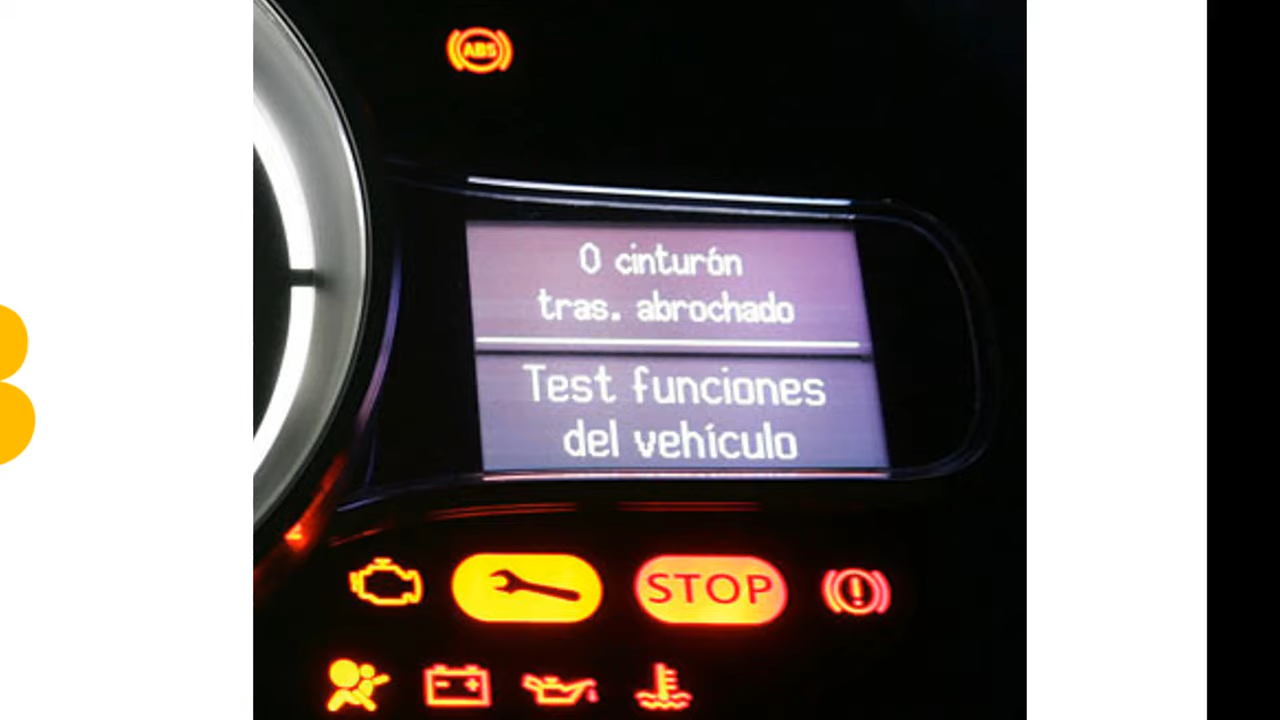 ABS
0 cinturón
tras. abrochado
Test funciones
del vehículo
STOP